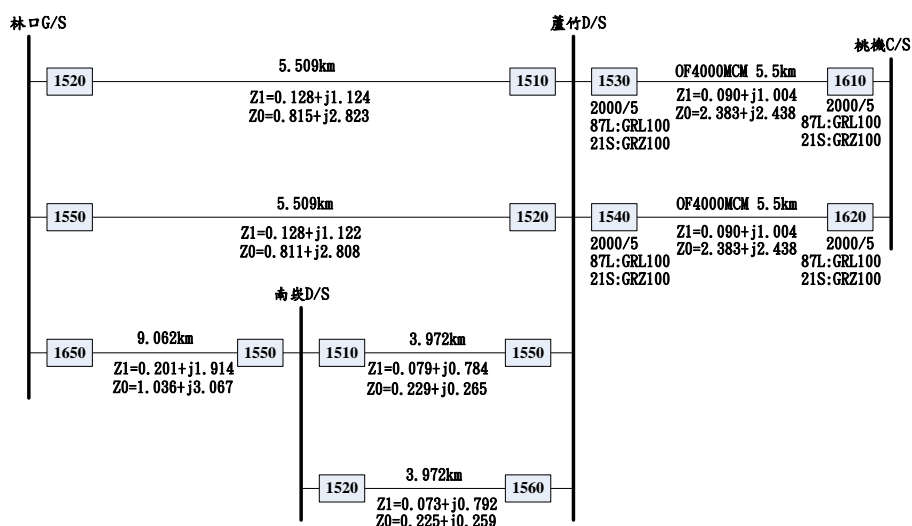 林口G/S
蘆竹D/S
桃機C/S
1520
5.509km
Z1=0.128+j1.124
Z0=0.815+j2.823
1510
1530
2000/5
87L:GRL100
21S:GRZ100
OF4000MCM 5.5km
Z1=0.090+j1.004
Z0=2.383+j2.438
1610
2000/5
87L:GRL100
21S:GRZ100
1550
5.509km
Z1=0.128+j1.122
Z0=0.811+j2.808
1520
1540
2000/5
87L:GRL100
21S:GRZ100
OF4000MCM 5.5km
Z1=0.090+j1.004
Z0=2.383+j2.438
1620
2000/5
87L:GRL100
21S:GRZ100
南崁D/S
1650
9.062km
Z1=0.201+j1.914
Z0=1.036+j3.067
1550
1510
3.972km
Z1=0.079+j0.784
Z0=0.229+j0.265
1550
1520
3.972km
Z1=0.073+j0.792
Z0=0.225+j0.259
1560